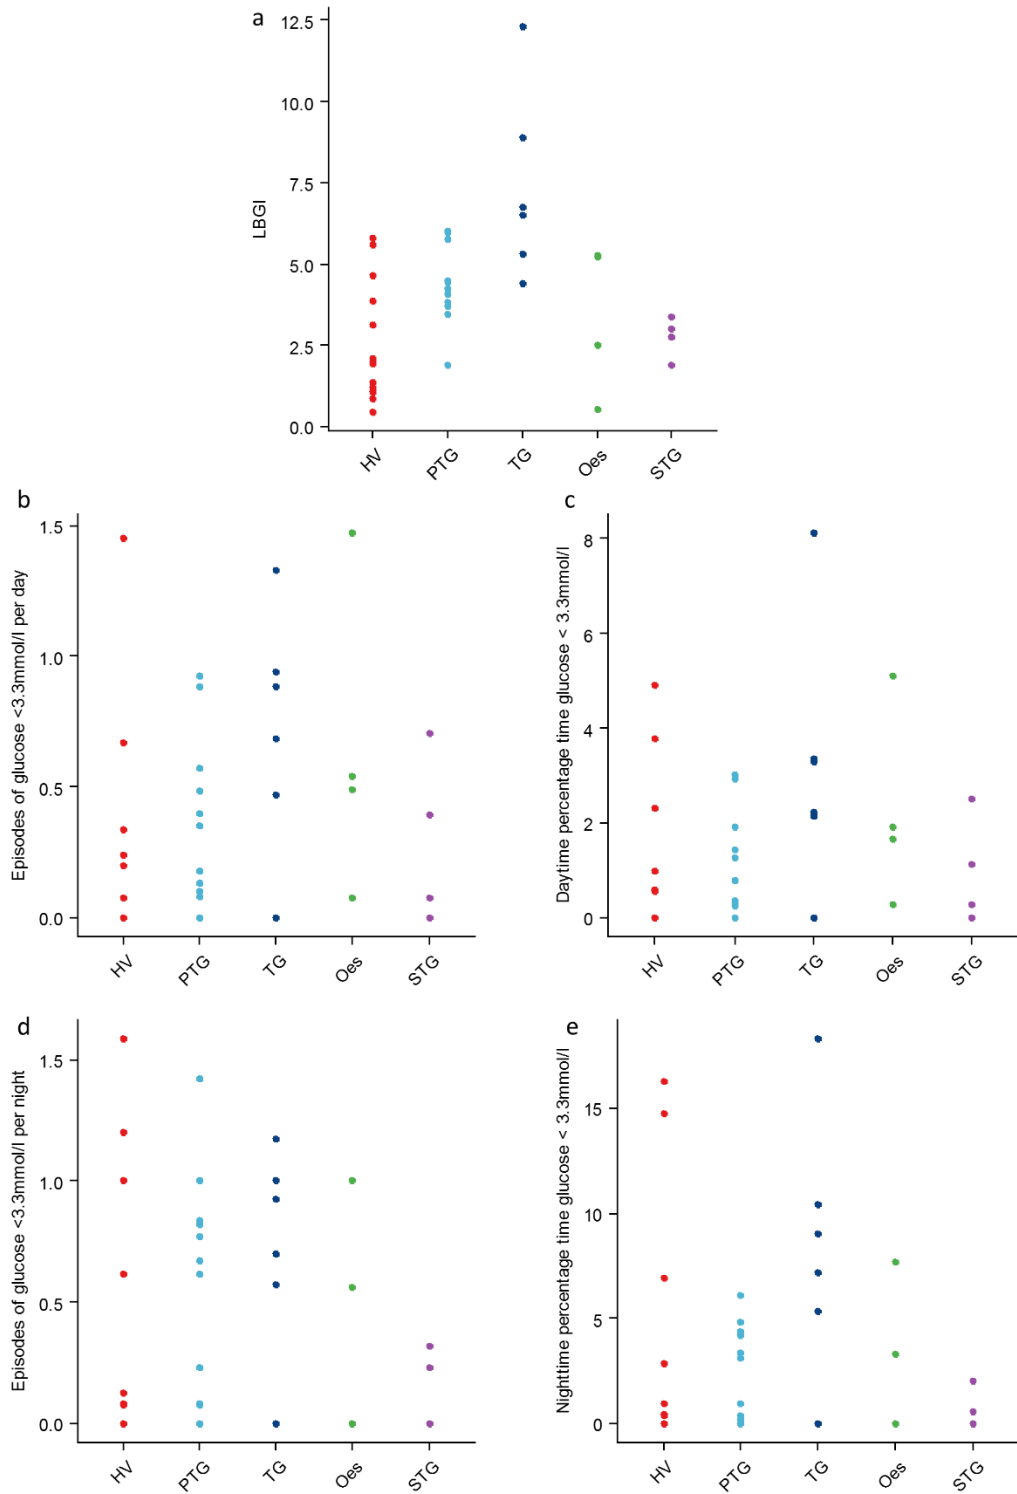 a
12.5
10.0
7.5
5.0
2.5
0.0
LBGI
HV PTG TG Oes STG
b
1.5
1.0
0.5
0.0
Episodes of glucose <3.3mmol/l per day
HV PTG TG Oes STG
c
8
6
4
2
0
Daytime percentage time glucose < 3.3mmol/l
HV PTG TG Oes STG
d
1.5
1.0
0.5
0.0
Episodes of glucose <3.3mmol/l per night
HV PTG TG Oes STG
e
15
10
5
0
Nighttime percentage time glucose < 3.3mmol/l
HV PTG TG Oes STG